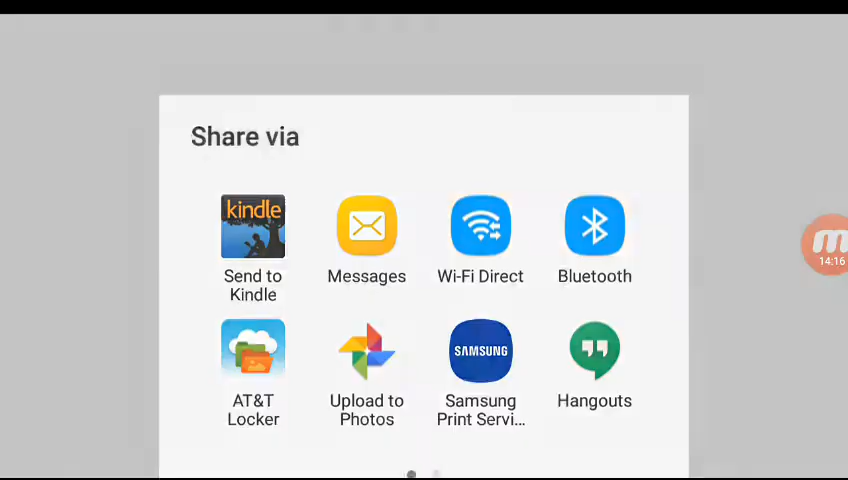 Share via
kindle
Send to
Kindle
Messages
Wi-Fi Direct
Bluetooth
14:16
AT&T
Locker
Upload to
Photos
SAMSUNG
Samsung
Print Servi...
Hangouts